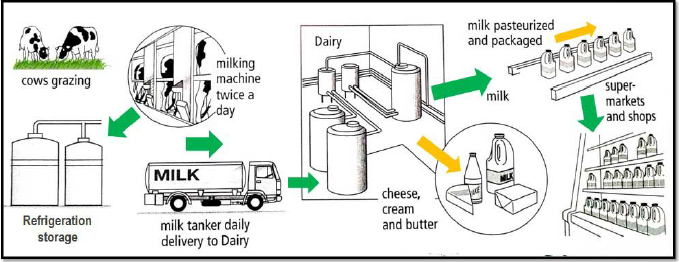 cows grazing
milking
machine
twice a
day
Refrigeration
storage
MILK
milk tanker daily
delivery to Dairy
Dairy
milk pasteurized
and packaged
milk
cheese,
cream
and butter
MILK
super-
markets
and shops